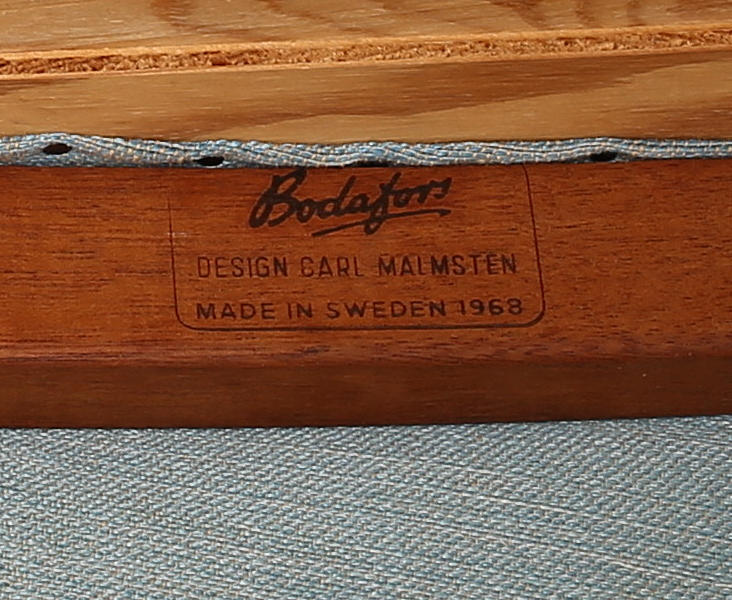 Bodafors
DESIGN CARL MALMSTEN
MADE IN SWEDEN 1968